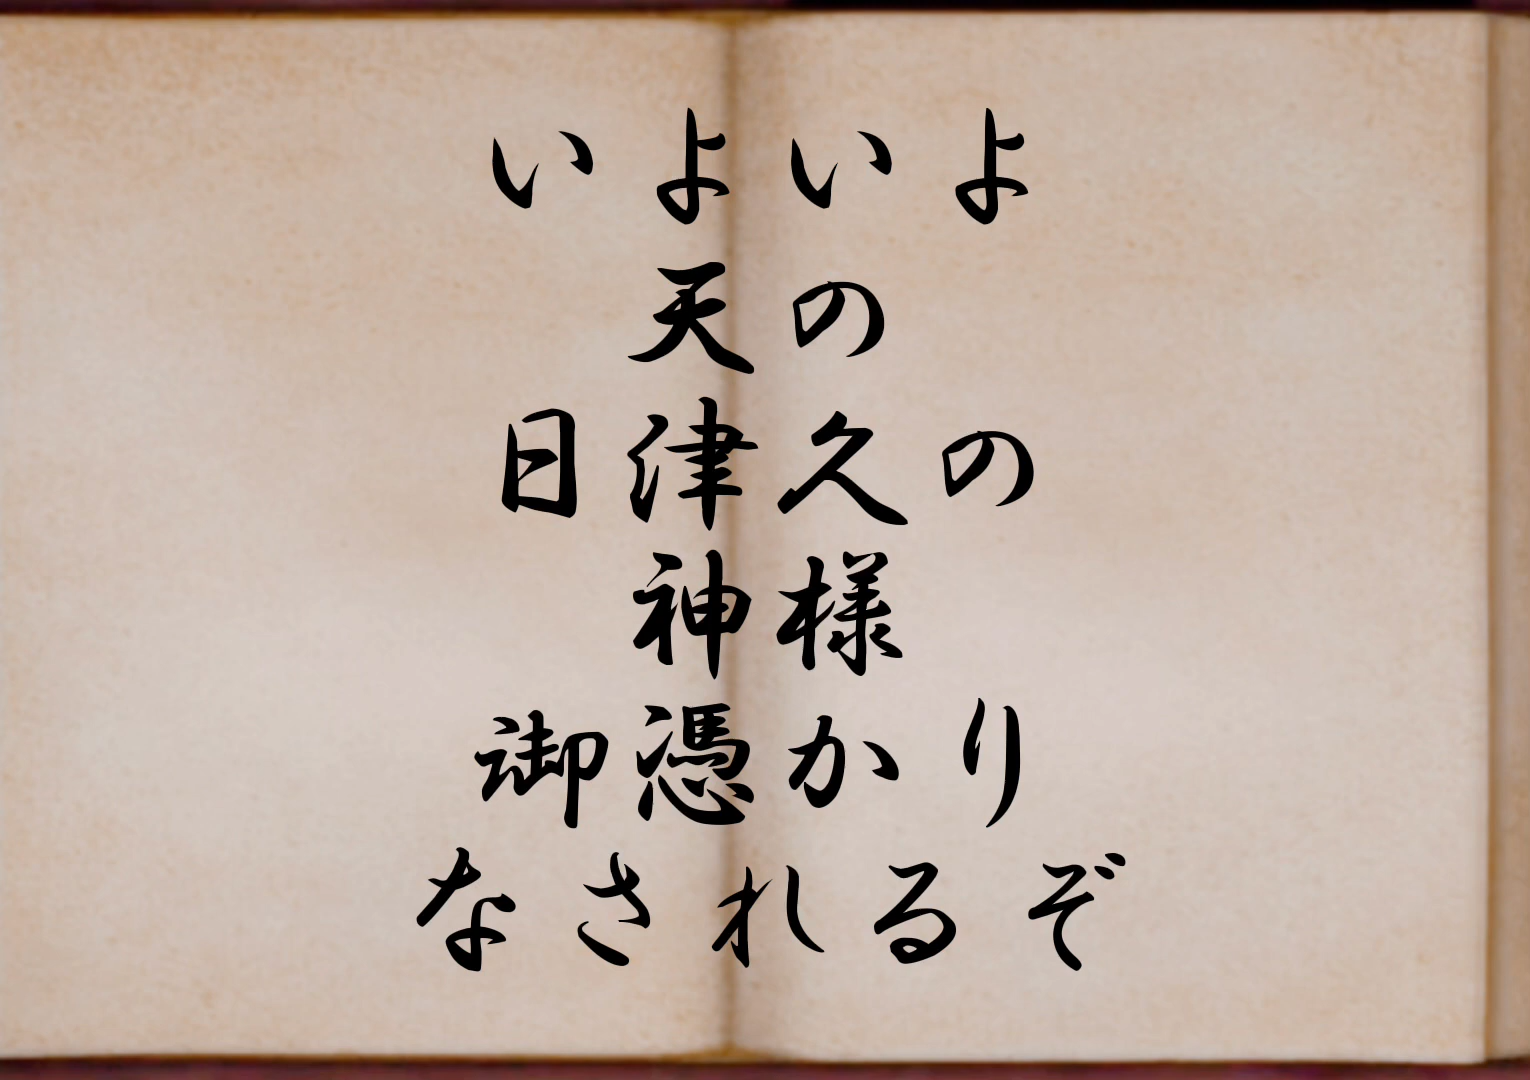 いよいよ
天の
日津久の
神様
御憑かり
なされるぞ